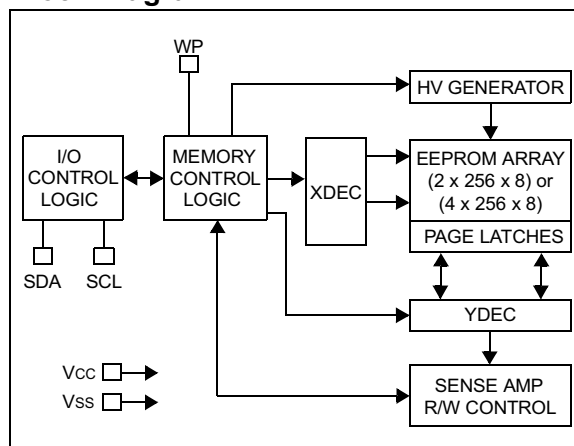 WP
HV GENERATOR
I/O
CONTROL
LOGIC
MEMORY
CONTROL
LOGIC
XDEC
EEPROM ARRAY
(2 x 256 x 8) or
(4 x 256 x 8)
PAGE LATCHES
SDA SCL
YDEC
Vcc
Vss
SENSE AMP
R/W CONTROL